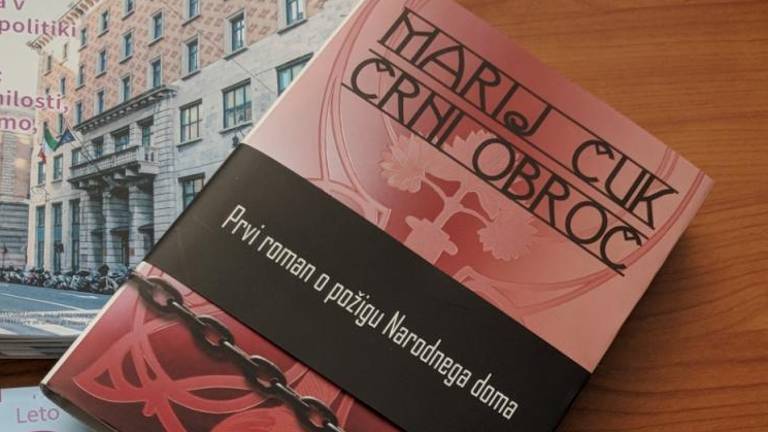 v
politiki
milosti,
mo,
MARIJ ČUK
ČRNI OBROČ
Prvi roman o požigu Narodnega doma
Leto